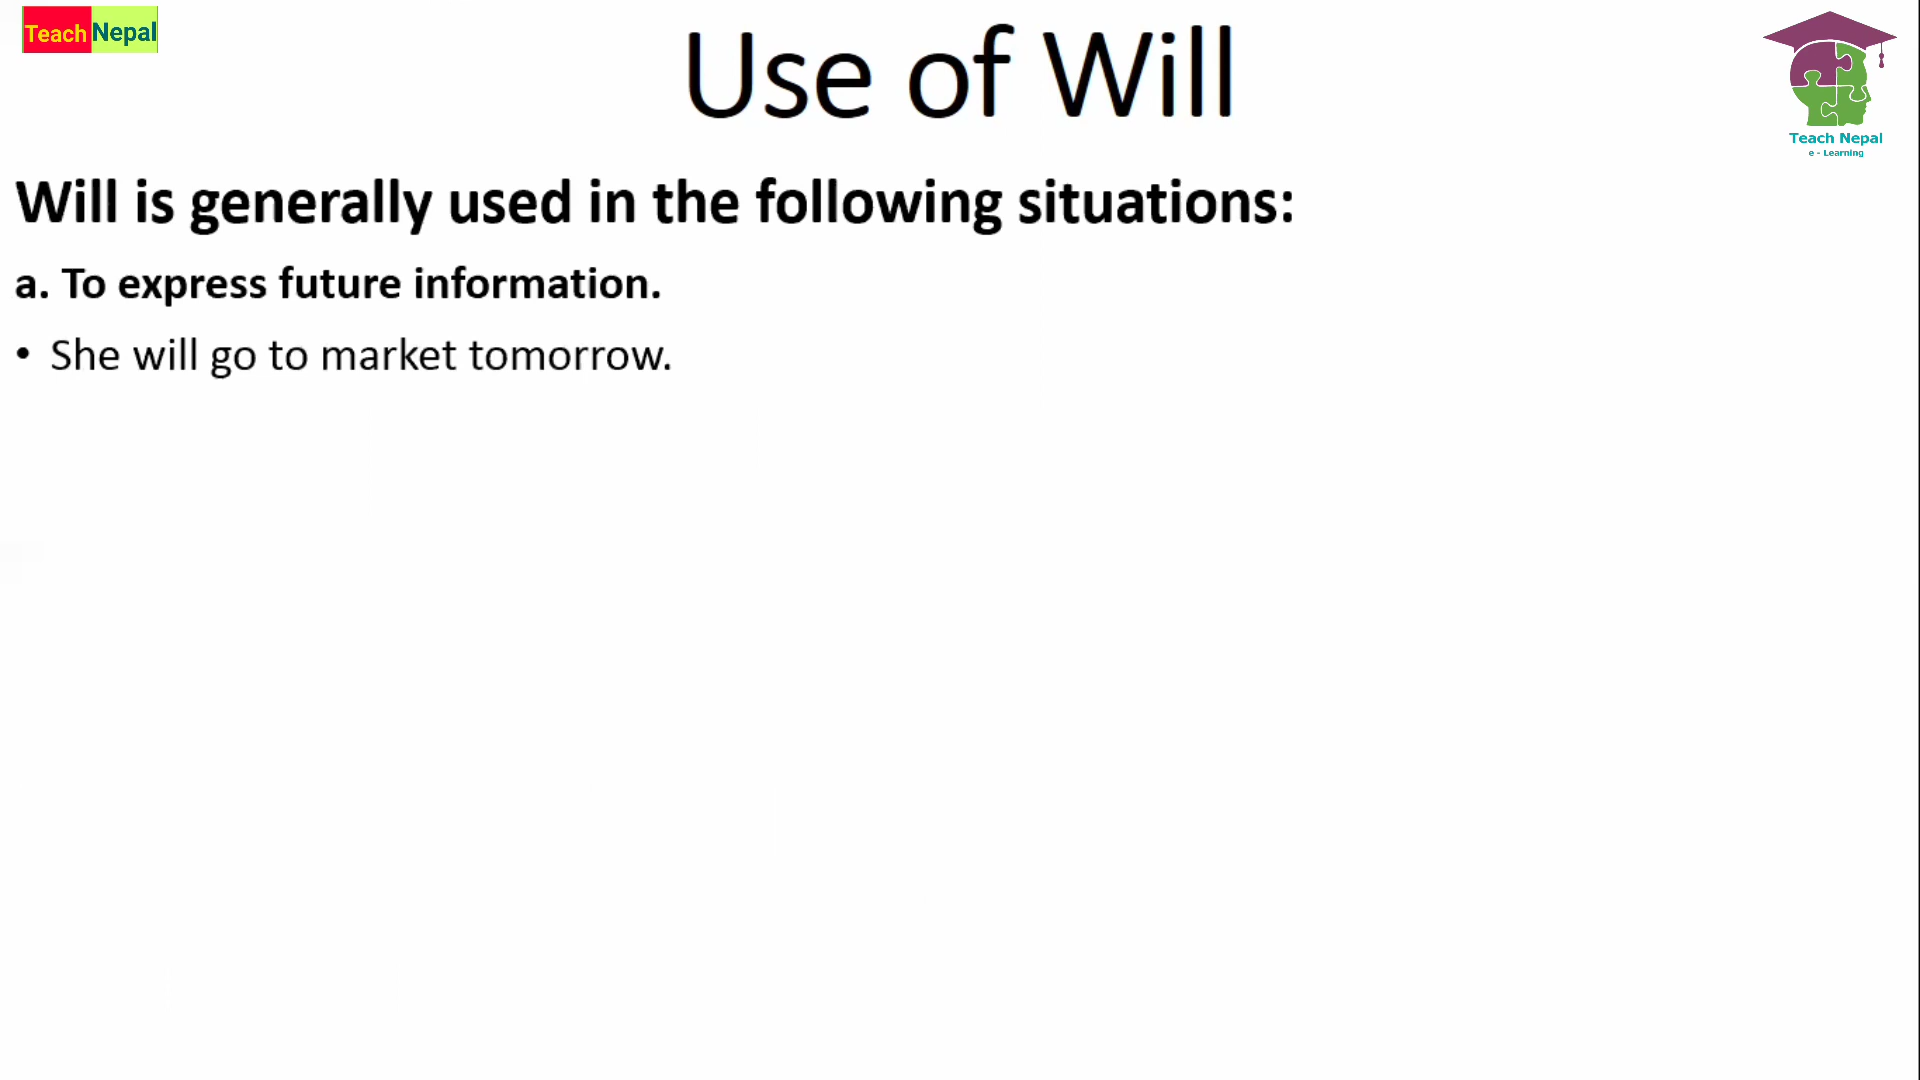 Teach Nepal
Use of Will
Teach Nepal
e - Learning
Will is generally used in the following situations:
a. To express future information.
• She will go to market tomorrow.